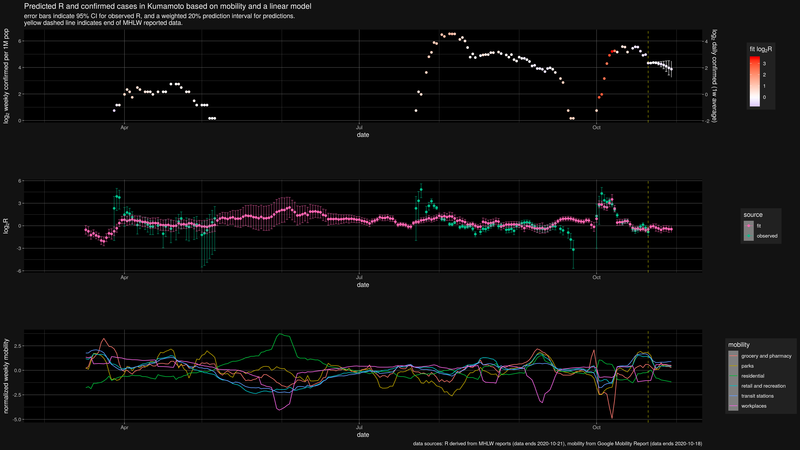 Predicted R and confirmed cases in Kumamoto based on mobility and a linear model
error bars indicate 95% CI for observed R, and a weighted 20% prediction interval for predictions.
yellow dashed line indicates end of MHLW reported data.
log₂ weekly confirmed per 1M pop
6
4
2
0
log₂ daily confirmed (1w average)
4
2
0
-2
Apr
Jul
Oct
date
fit log₂R
3
2
1
0
log₂R
6
3
0
-3
-6
Apr
Jul
Oct
date
source
fit
observed
normalized weekly mobility
2.5
0.0
-2.5
-5.0
Apr
Jul
Oct
date
mobility
grocery and pharmacy
parks
residential
retail and recreation
transit stations
workplaces
data sources: R derived from MHLW reports (data ends 2020-10-21), mobility from Google Mobility Report (data ends 2020-10-18)